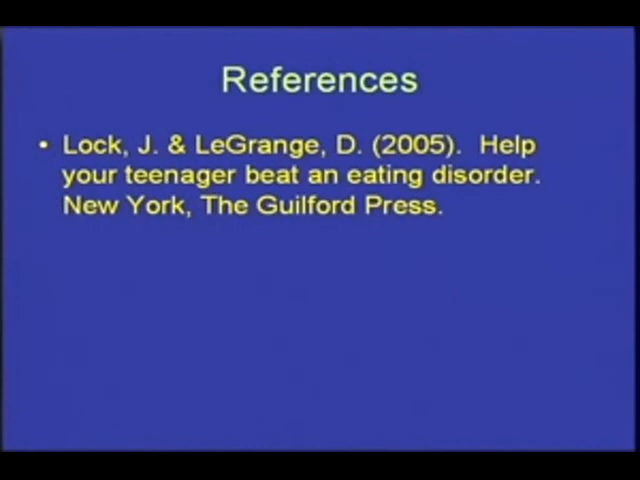 References
• Lock, J. & LeGrange, D. (2005).  Help
your teenager beat an eating disorder.
New York, The Guilford Press.